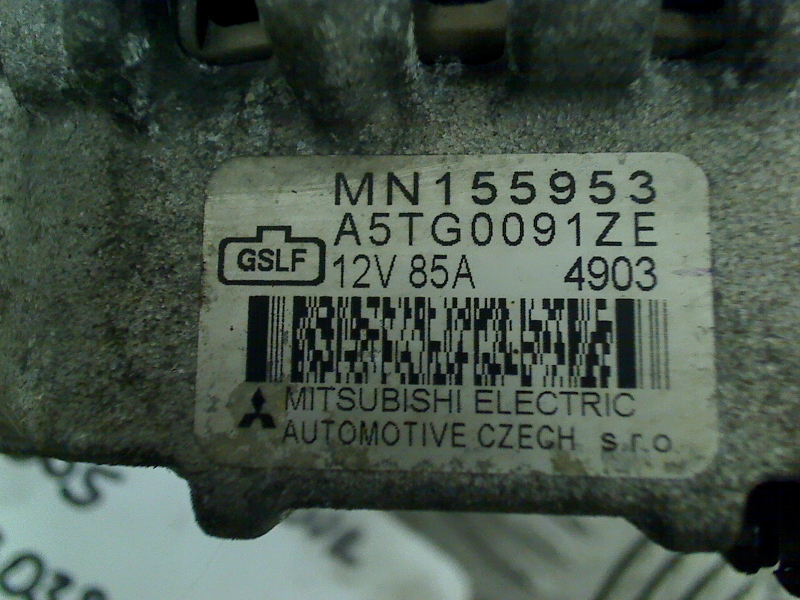 MN155953
A5TG0091ZE
GSLF 12V 85A 4903
MITSUBISHI ELECTRIC
AUTOMOTIVE CZECH s.r.o